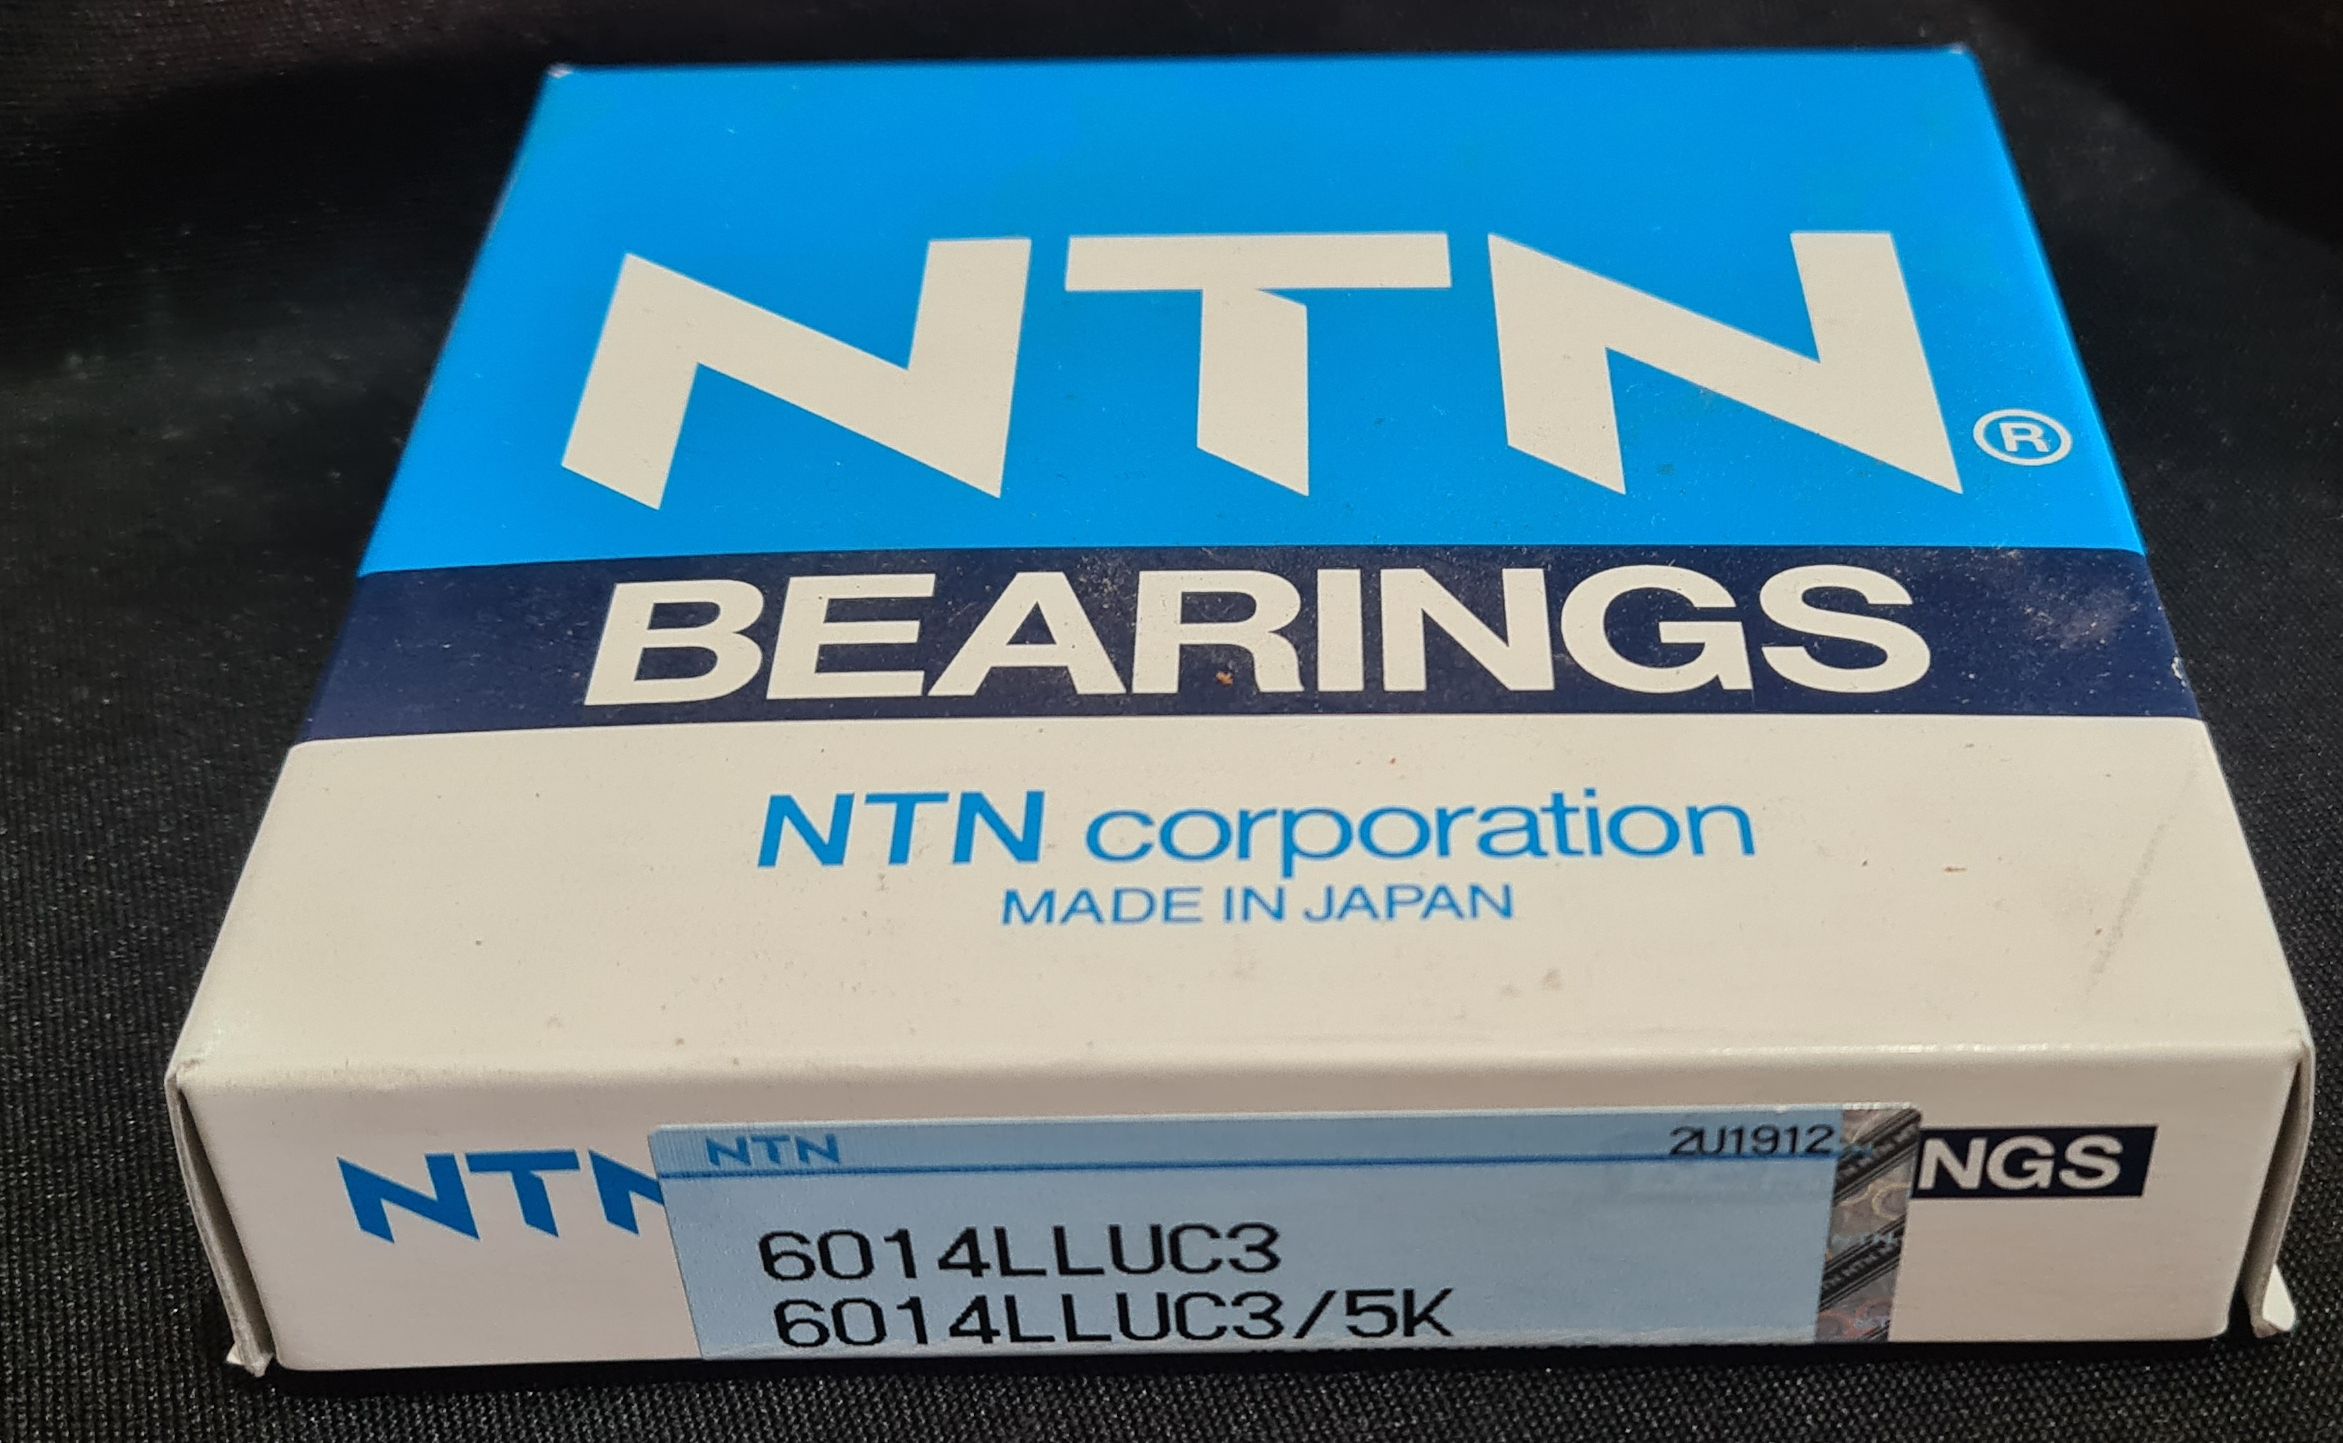 NTN®
BEARINGS
NTN corporation
MADE IN JAPAN
NTN
NTN 2U1912
NGS
6014LLUC3
6014LLUC3/5K